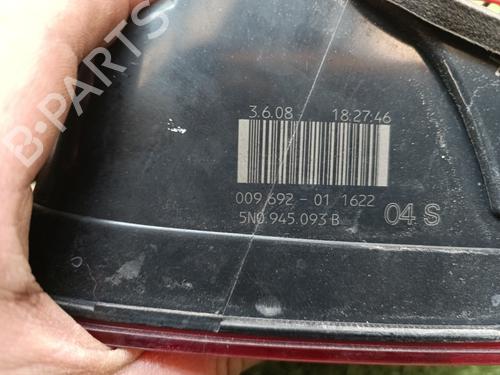 B-PARTS
3.6.08 18:27:46
009 692 - 01 1622
5N0.945.093 B 04 S